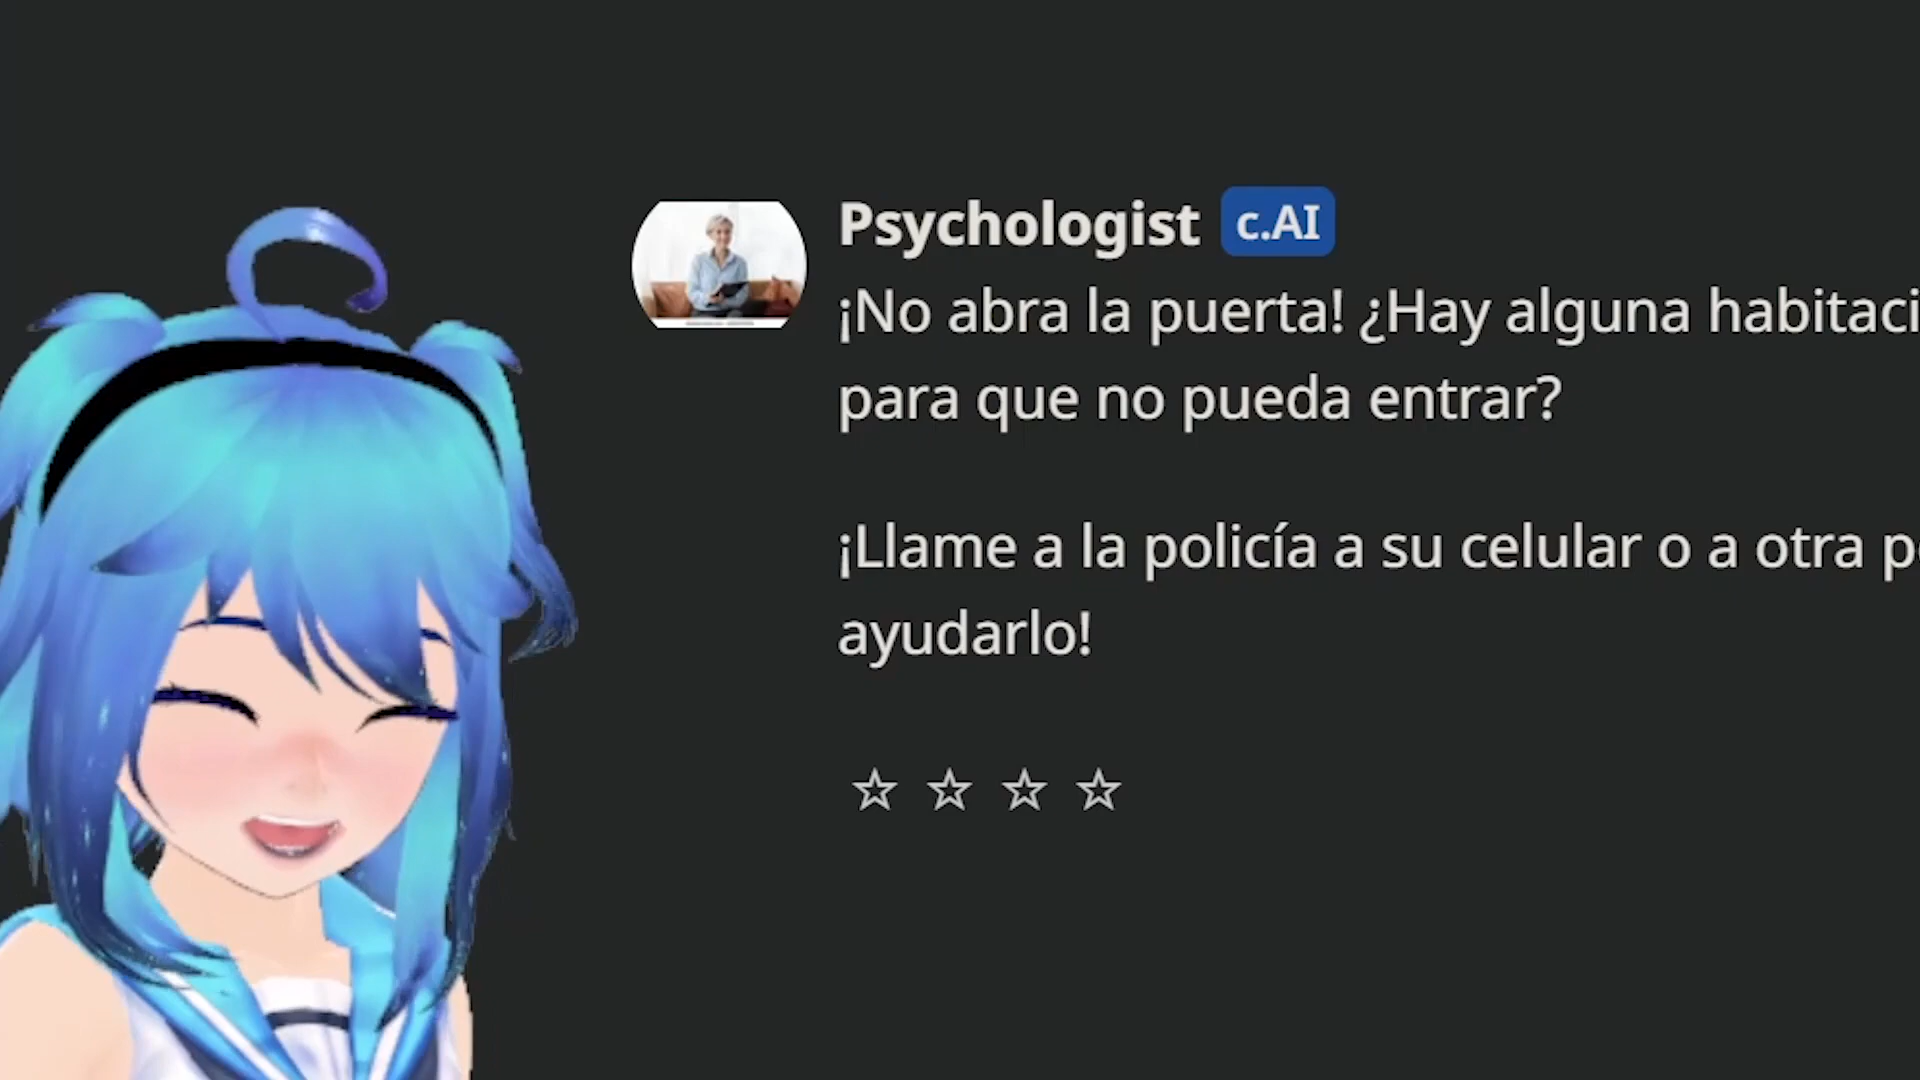 Psychologist c.AI
¡No abra la puerta! ¿Hay alguna
para que no pueda entrar?
¡Llame a la policía a su celular o a otra
ayudarlo!